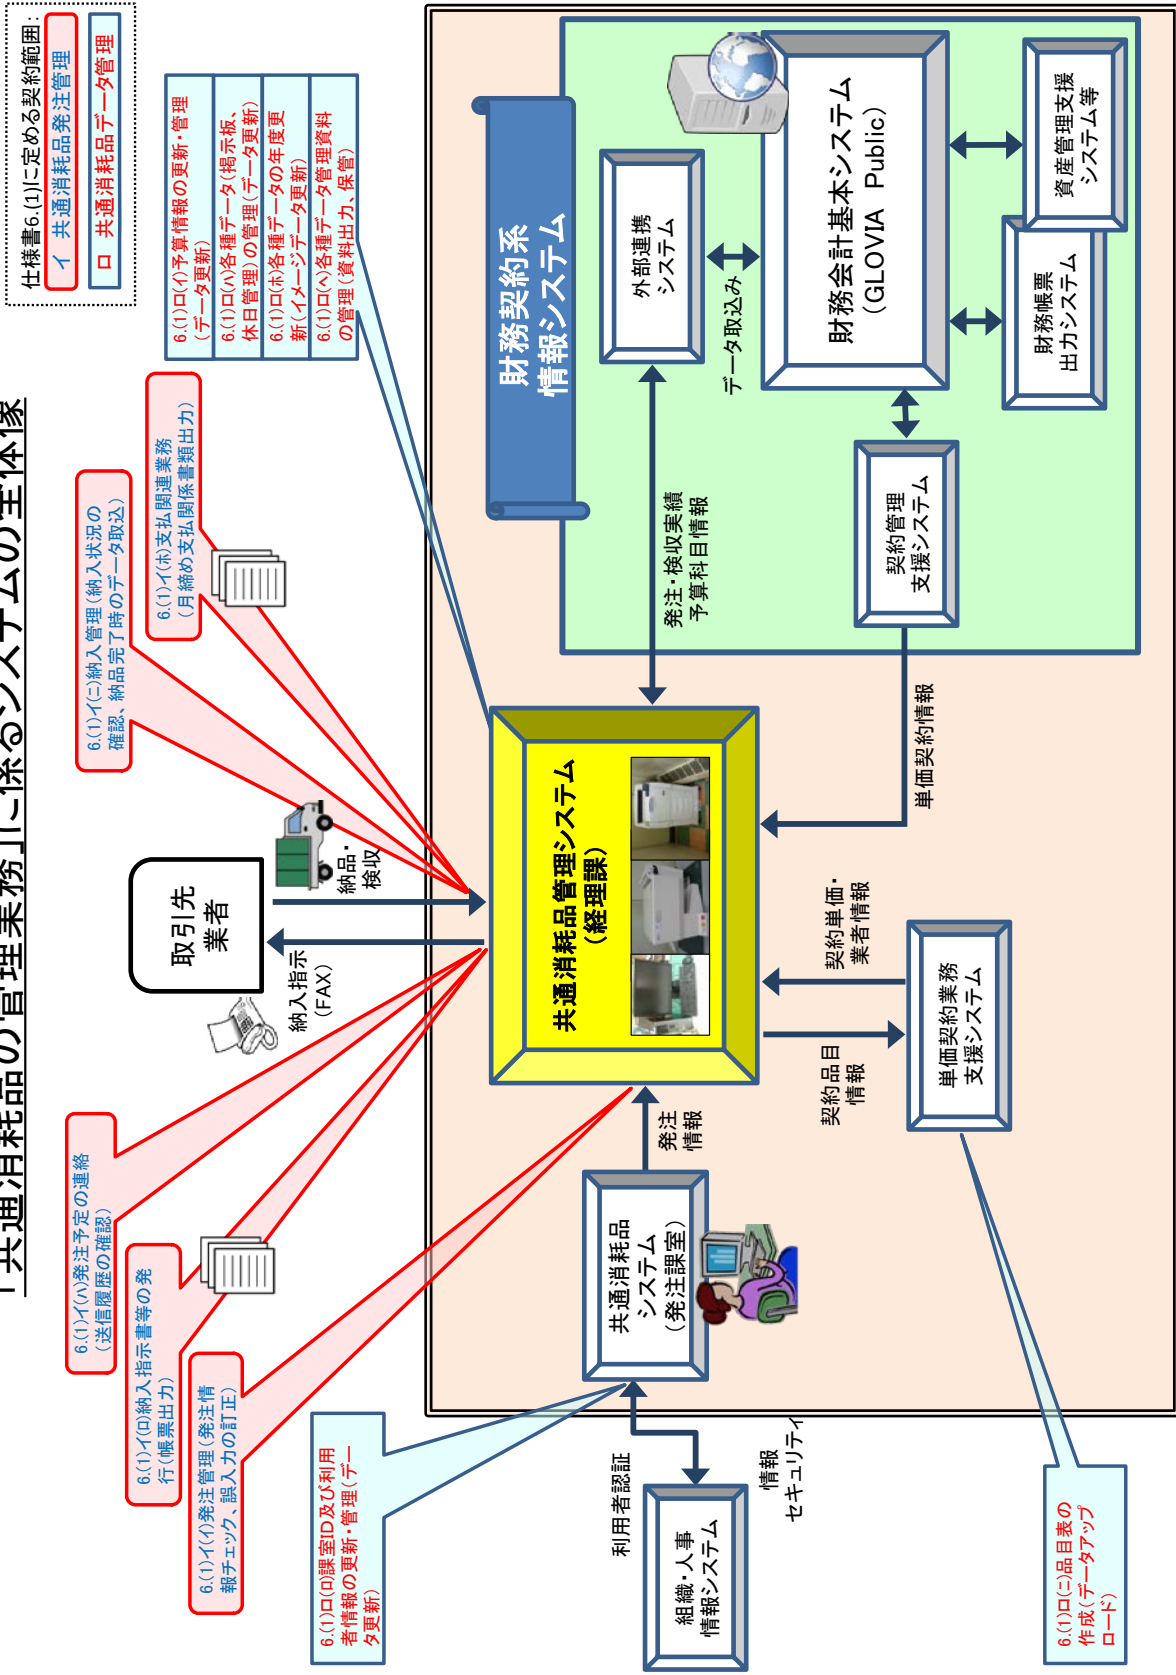 「共通消耗品の管理業務」に係るシステムの全体像
仕様書6.(1)に定める契約範囲:
イ 共通消耗品発注管理
ロ 共通消耗品データ管理
6.(1)イ(ハ)発注予定の連絡
(送信履歴の確認)
6.(1)イ(ロ)納入指示書等の発
行(帳票出力)
6.(1)イ(イ)発注管理(発注情
報チェック、誤入力の訂正)
6.(1)イ(ニ)納入管理(納入状況の
確認、納品完了時のデータ取込)
6.(1)イ(ホ)支払関連業務
(月締め支払関係書類出力)
6.(1)ロ(イ)予算情報の更新・管理
(データ更新)
6.(1)ロ(ハ)各種データ(掲示板、
休日管理)の管理(データ更新)
6.(1)ロ(ホ)各種データの年度更
新(イメージデータ更新)
6.(1)ロ(ヘ)各種データ管理資料
の管理(資料出力、保管)
取引先
業者
納入指示
(FAX)
納品・
検収
6.(1)ロ(ロ)課室ID及び利用
者情報の更新・管理(デー
タ更新)
利用者認証
組織・人事
情報システム
情報
セキュリティ
共通消耗品
システム
(発注課室)
発注
情報
共通消耗品管理システム
(経理課)
発注・検収実績
予算科目情報
財務契約系
情報システム
外部連携
システム
データ取込み
財務会計基本システム
(GLOVIA Public)
契約管理
支援システム
財務帳票
出力システム
資産管理支援
システム等
単価契約情報
契約品目
情報
契約単価・
業者情報
単価契約業務
支援システム
6.(1)ロ(ニ)品目表の
作成(データアップ
ロード)